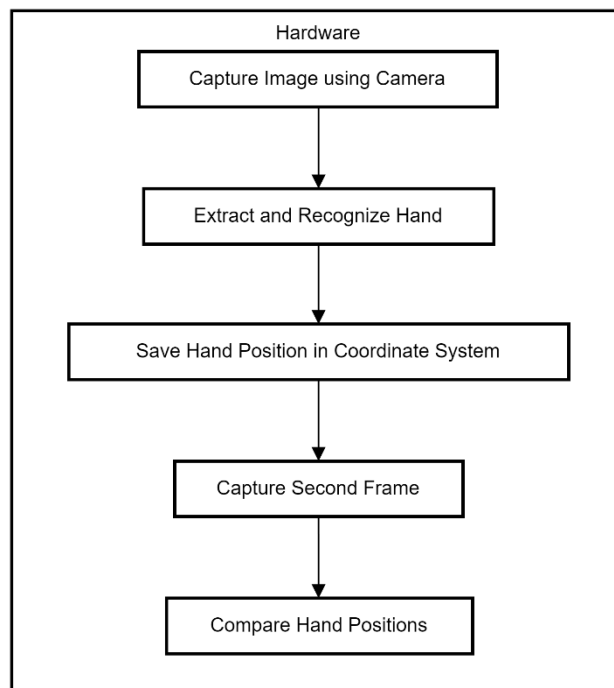 Hardware
Capture Image using Camera
Extract and Recognize Hand
Save Hand Position in Coordinate System
Capture Second Frame
Compare Hand Positions